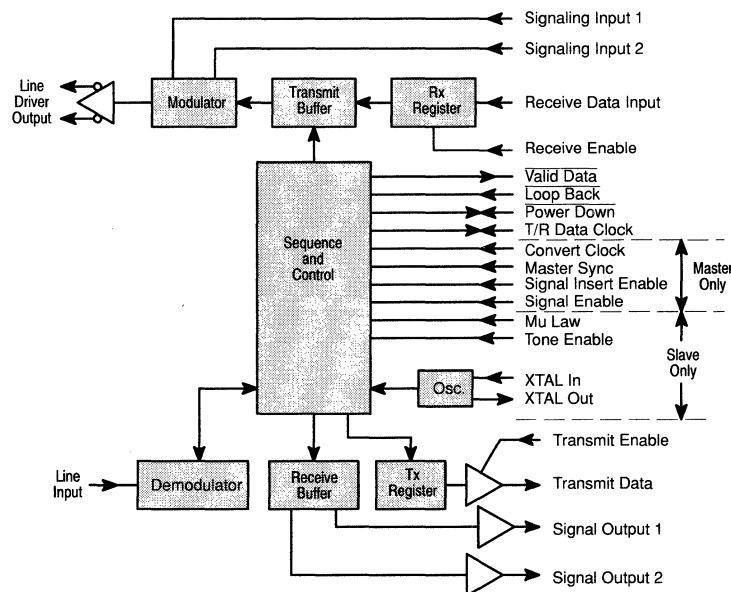 Signaling Input 1
Signaling Input 2
Line
Driver
Output
Modulator
Transmit
Buffer
Rx
Register
Receive Data Input
Receive Enable
Valid Data
Loop Back
Power Down
T/R Data Clock
Sequence
and
Control
Convert Clock
Master Sync
Signal Insert Enable
Signal Enable
Master
Only
Mu Law
Tone Enable
Slave
Only
Osc.
XTAL In
XTAL Out
Line
Input
Demodulator
Receive
Buffer
Tx
Register
Transmit Enable
Transmit Data
Signal Output 1
Signal Output 2